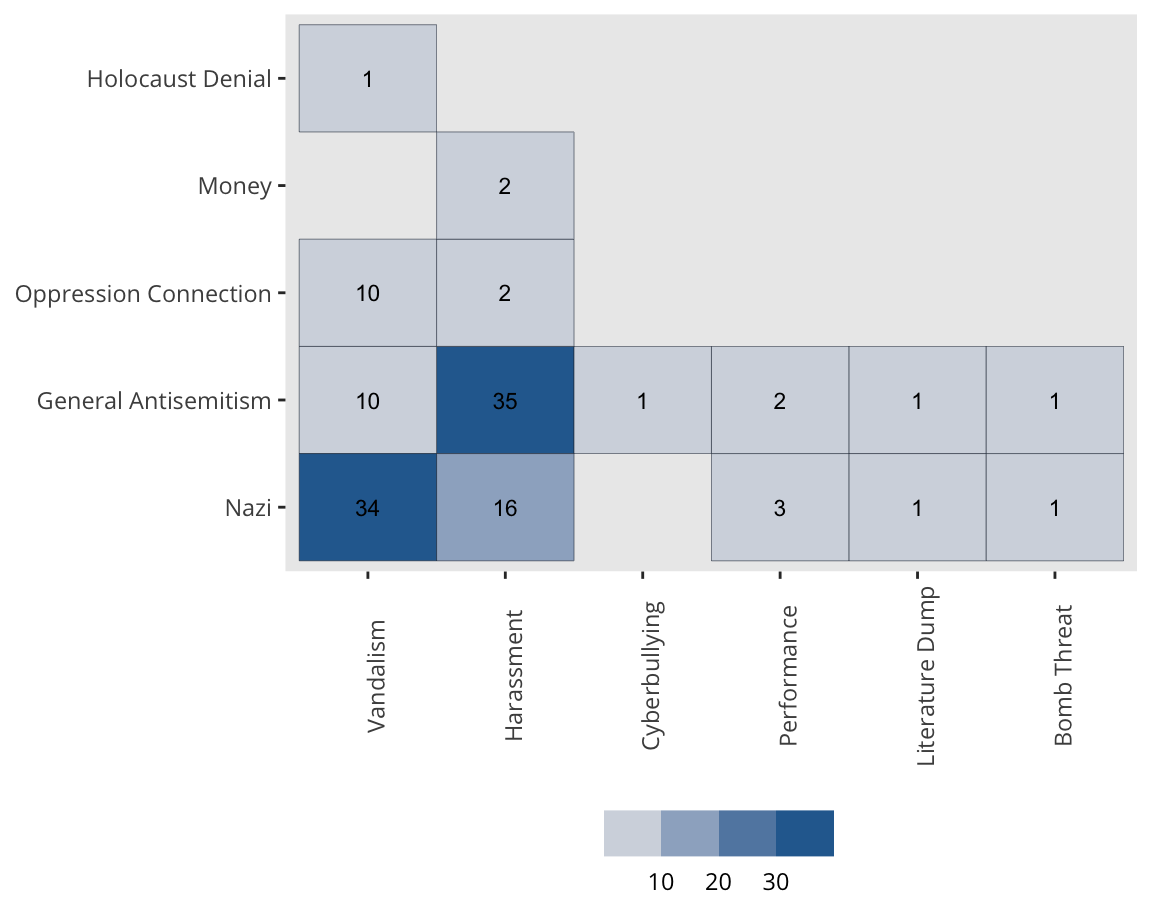 Holocaust Denial 1
Money 2
Oppression Connection 10 2
General Antisemitism 10 35 1 2 1 1
Nazi 34 16 3 1 1
Vandalism Harassment Cyberbullying Performance Literature Dump Bomb Threat
10 20 30